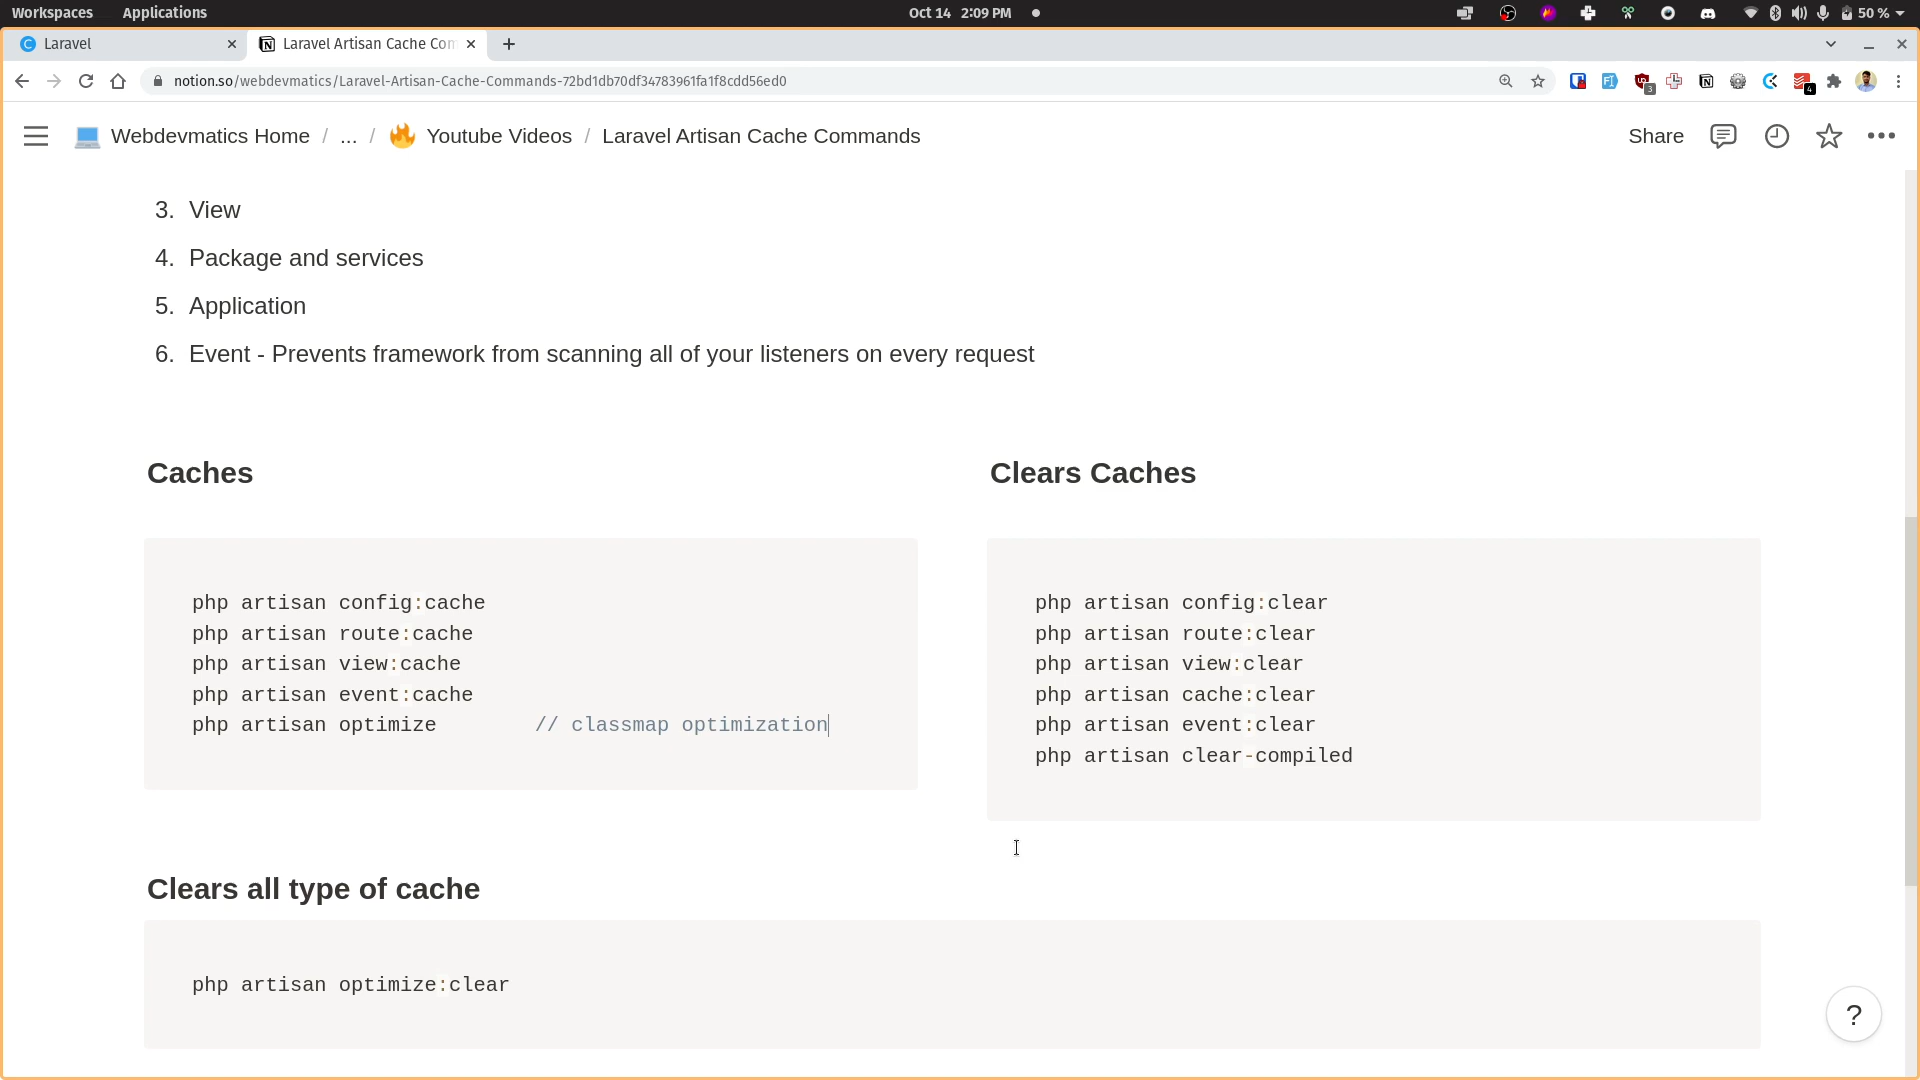 Workspaces Applications Oct 14 2:09 PM 50 %
Laravel Laravel Artisan Cache Com
notion.so/webdevmatics/Laravel-Artisan-Cache-Commands-72bd1db70df34783961fa1f8cdd56ed0 3 4
Webdevmatics Home / ... / Youtube Videos / Laravel Artisan Cache Commands Share
3. View
4. Package and services
5. Application
6. Event - Prevents framework from scanning all of your listeners on every request
Caches
php artisan config:cache
php artisan route:cache
php artisan view:cache
php artisan event:cache
php artisan optimize // classmap optimization
Clears Caches
php artisan config:clear
php artisan route:clear
php artisan view:clear
php artisan cache:clear
php artisan event:clear
php artisan clear-compiled
Clears all type of cache
php artisan optimize:clear
?